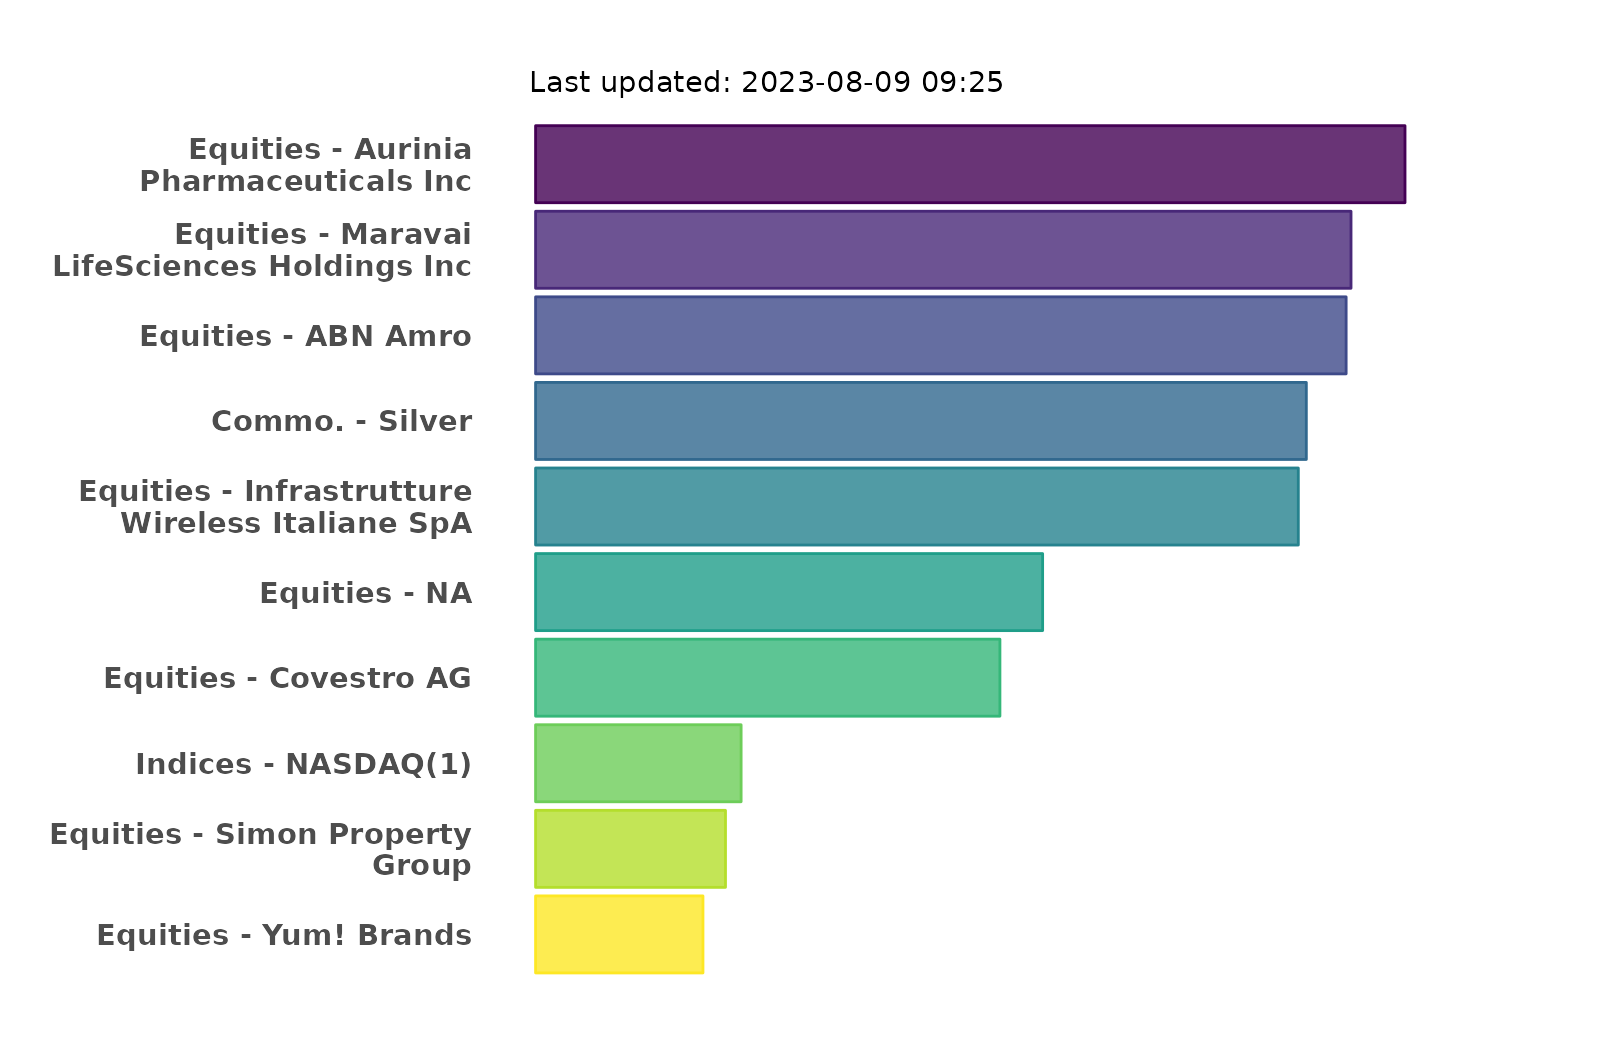 Last updated: 2023-08-09 09:25
Equities - Aurinia
Pharmaceuticals Inc
Equities - Maravai
LifeSciences Holdings Inc
Equities - ABN Amro
Commo. - Silver
Equities - Infrastrutture
Wireless Italiane SpA
Equities - NA
Equities - Covestro AG
Indices - NASDAQ(1)
Equities - Simon Property
Group
Equities - Yum! Brands